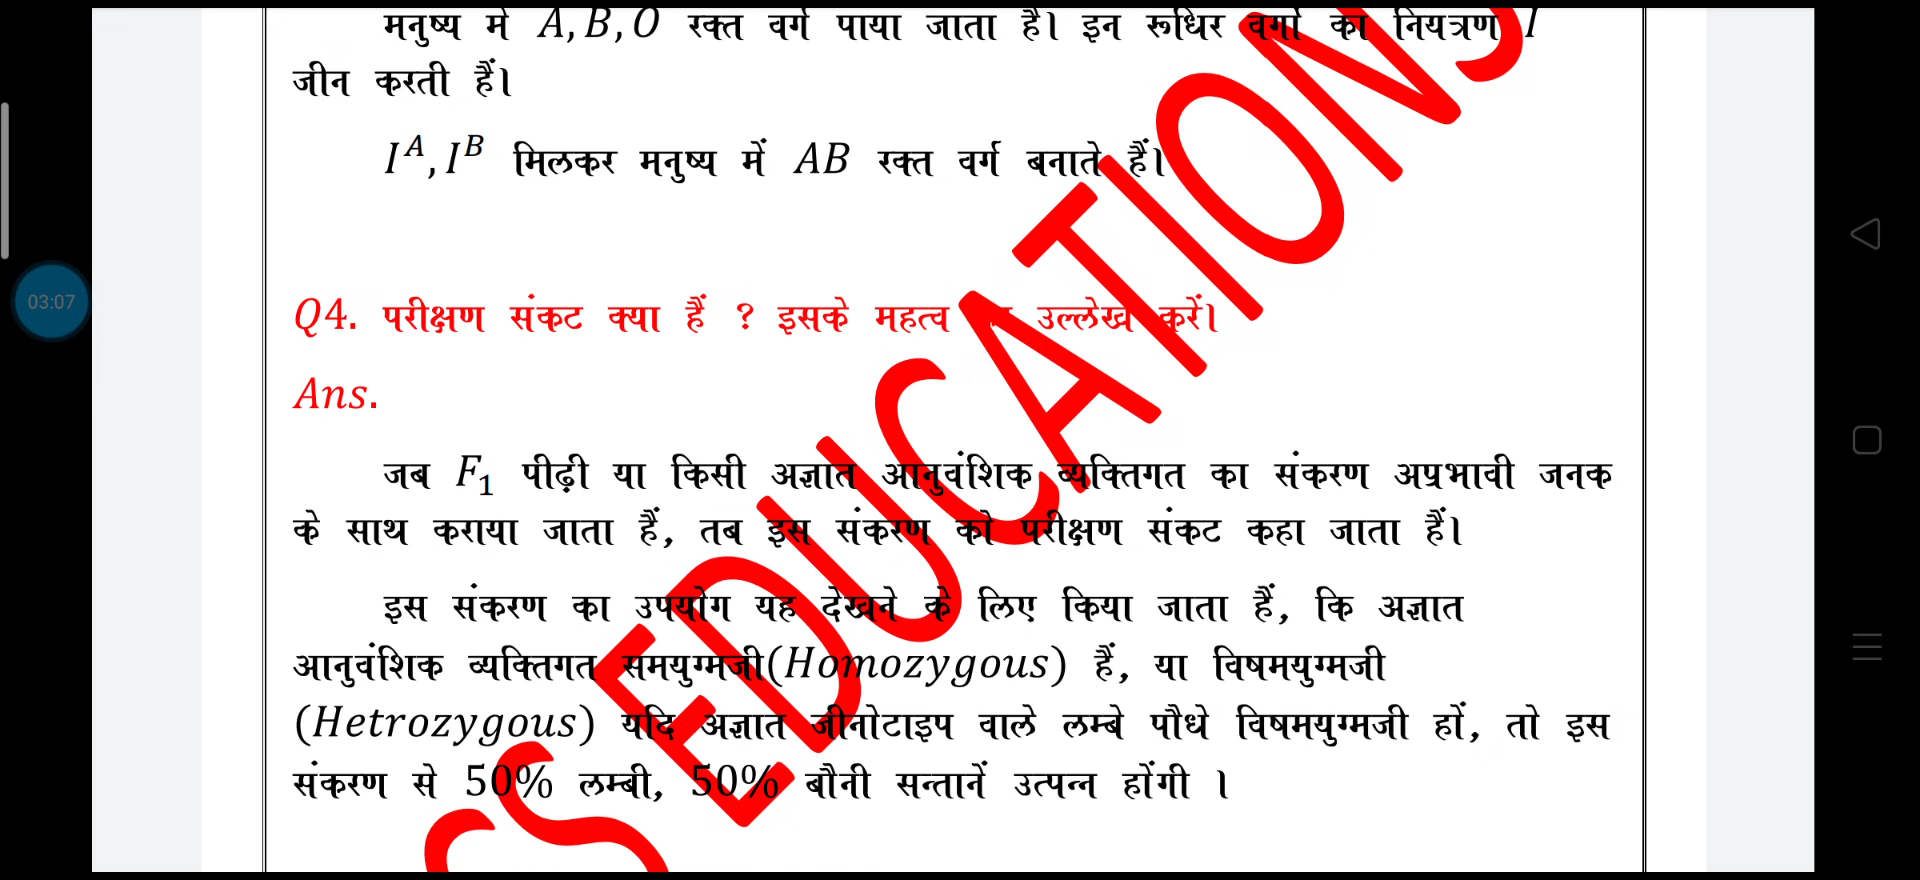 मनुष्य में A, B, O रक्त वर्ग पाया जाता है। इन रूधिर वर्गो का नियंत्रण I
जीन करती हैं।
I^A, I^B मिलकर मनुष्य में AB रक्त वर्ग बनाते हैं।
Q4. परीक्षण संकट क्या हैं ? इसके महत्व का उल्लेख करें।
Ans.
जब F₁ पीढ़ी या किसी अज्ञात आनुवंशिक व्यक्तिगत का संकरण अप्रभावी जनक
के साथ कराया जाता हैं, तब इस संकरण को परीक्षण संकट कहा जाता हैं।
इस संकरण का उपयोग यह देखने के लिए किया जाता हैं, कि अज्ञात
आनुवंशिक व्यक्तिगत समयुग्मजी(Homozygous) हैं, या विषमयुग्मजी
(Hetrozygous) यदि अज्ञात जीनोटाइप वाले लम्बे पौधे विषमयुग्मजी हों, तो इस
संकरण से 50% लम्बी, 50% बौनी सन्तानें उत्पन्न होंगी ।
SS EDUCATIONS
03:07